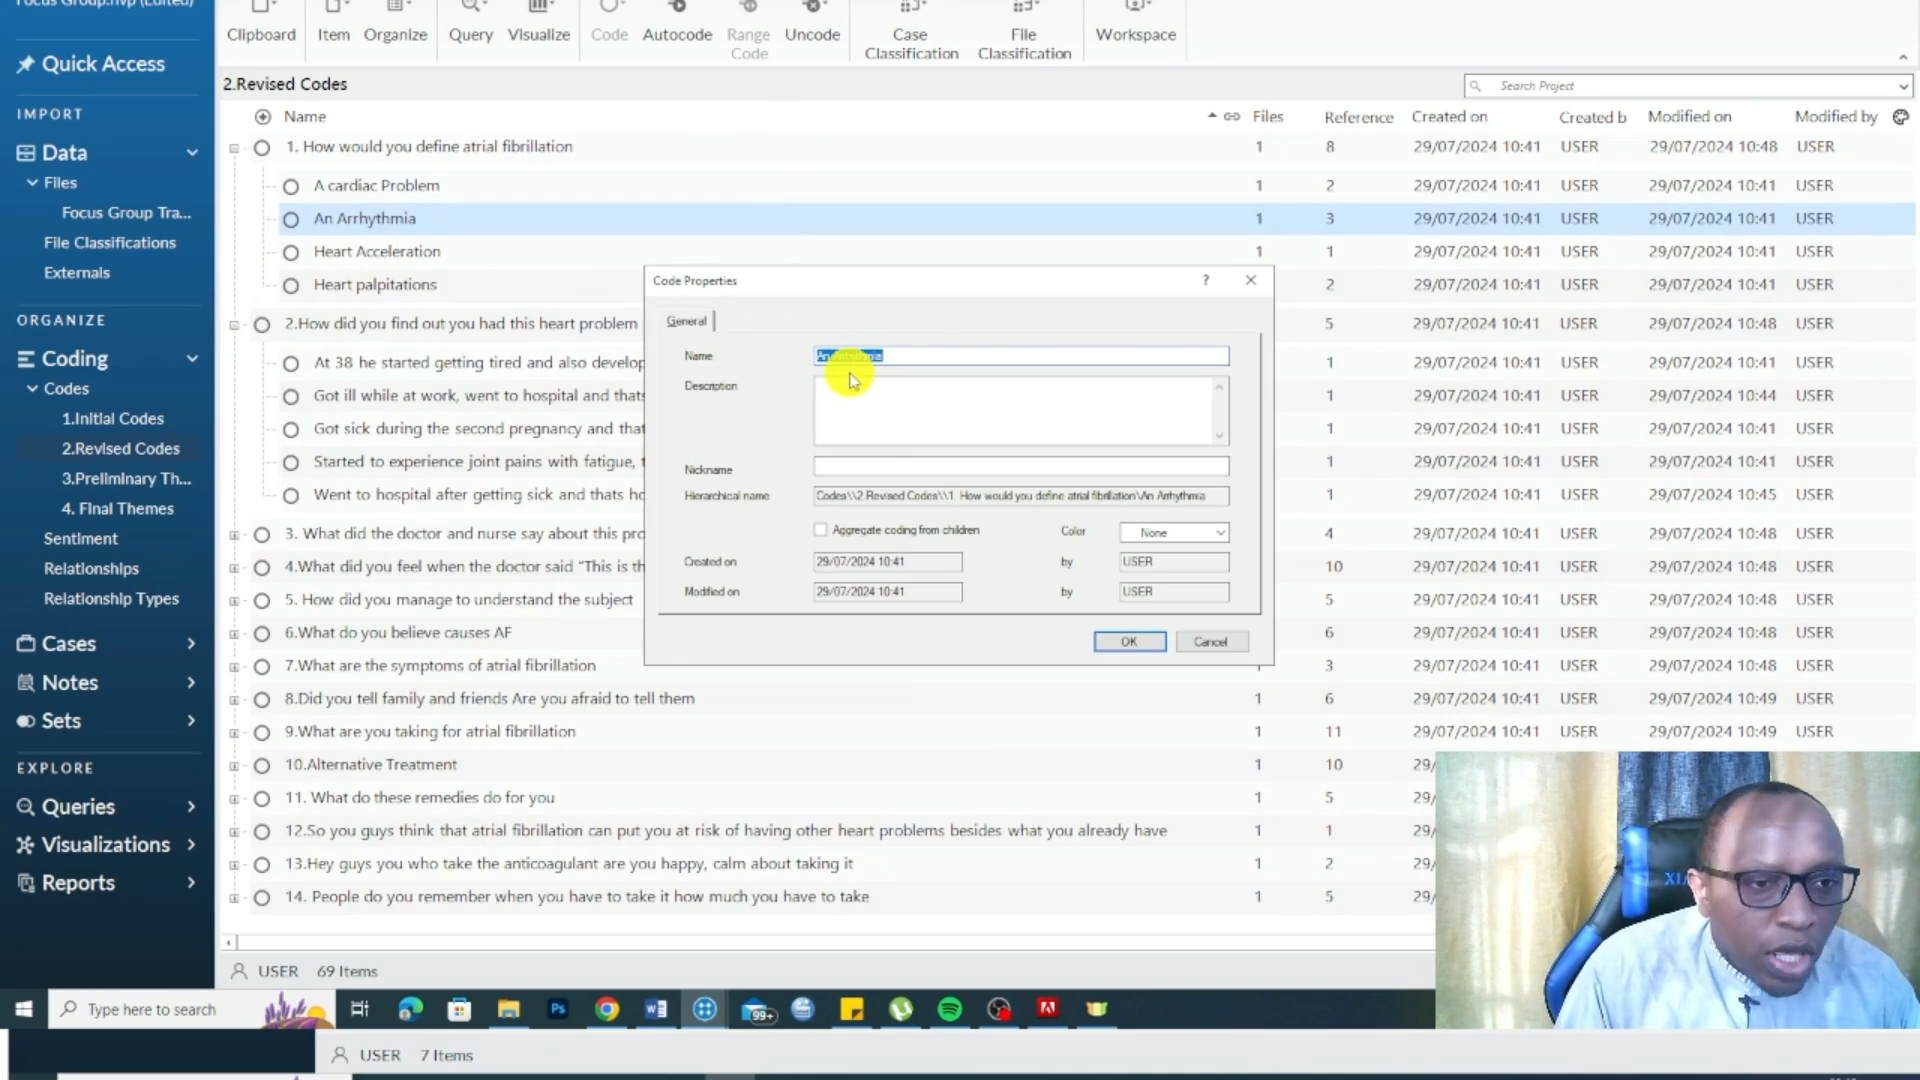 Focus Group.nvp (Edited)
Quick Access
IMPORT
Data
Files
Focus Group Tra...
File Classifications
Externals
ORGANIZE
Coding
Codes
1.Initial Codes
2.Revised Codes
3.Preliminary Th...
4. Final Themes
Sentiment
Relationships
Relationship Types
Cases
Notes
Sets
EXPLORE
Queries
Visualizations
Reports
Clipboard Item Organize Query Visualize Code Autocode Range Code Uncode Case Classification File Classification Workspace
2.Revised Codes
Search Project
Name Files Reference Created on Created b Modified on Modified by
1. How would you define atrial fibrillation 1 8 29/07/2024 10:41 USER 29/07/2024 10:48 USER
A cardiac Problem 1 2 29/07/2024 10:41 USER 29/07/2024 10:41 USER
An Arrhythmia 1 3 29/07/2024 10:41 USER 29/07/2024 10:41 USER
Heart Acceleration 1 1 29/07/2024 10:41 USER 29/07/2024 10:41 USER
Heart palpitations 2 29/07/2024 10:41 USER 29/07/2024 10:41 USER
2.How did you find out you had this heart problem 5 29/07/2024 10:41 USER 29/07/2024 10:48 USER
At 38 he started getting tired and also develop 1 29/07/2024 10:41 USER 29/07/2024 10:41 USER
Got ill while at work, went to hospital and thats 1 29/07/2024 10:41 USER 29/07/2024 10:44 USER
Got sick during the second pregnancy and that 1 29/07/2024 10:41 USER 29/07/2024 10:41 USER
Started to experience joint pains with fatigue, 1 29/07/2024 10:41 USER 29/07/2024 10:41 USER
Went to hospital after getting sick and thats ho 1 29/07/2024 10:41 USER 29/07/2024 10:45 USER
3. What did the doctor and nurse say about this pro 4 29/07/2024 10:41 USER 29/07/2024 10:48 USER
4.What did you feel when the doctor said "This is th 10 29/07/2024 10:41 USER 29/07/2024 10:48 USER
5. How did you manage to understand the subject 5 29/07/2024 10:41 USER 29/07/2024 10:48 USER
6.What do you believe causes AF 6 29/07/2024 10:41 USER 29/07/2024 10:48 USER
7.What are the symptoms of atrial fibrillation 3 29/07/2024 10:41 USER 29/07/2024 10:48 USER
8.Did you tell family and friends Are you afraid to tell them 1 6 29/07/2024 10:41 USER 29/07/2024 10:49 USER
9.What are you taking for atrial fibrillation 1 11 29/07/2024 10:41 USER 29/07/2024 10:49 USER
10.Alternative Treatment 1 10 29/
11. What do these remedies do for you 1 5 29/
12.So you guys think that atrial fibrillation can put you at risk of having other heart problems besides what you already have 1 1 29/
13.Hey guys you who take the anticoagulant are you happy, calm about taking it 1 2 29/
14. People do you remember when you have to take it how much you have to take 1 5 29/
Code Properties ?
General
Name An Arrhythmia
Description
Nickname
Hierarchical name Codes\\2.Revised Codes\\1. How would you define atrial fibrillation\An Arrhythmia
Aggregate coding from children Color None
Created on 29/07/2024 10:41 by USER
Modified on 29/07/2024 10:41 by USER
OK Cancel
XI
USER 69 Items
Type here to search
Ps
99+
USER 7 Items